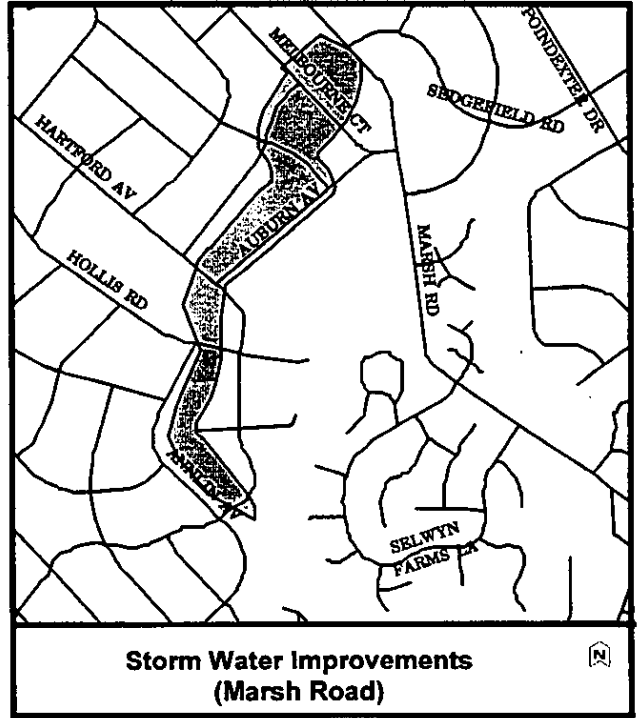 MELBOURNE CT
POINDEXTER DR
SEDGEFIELD RD
HARTFORD AV
AUBURN AV
HOLLIS RD
MARSH RD
ANNLIN AV
SELWYN
FARMS LA
Storm Water Improvements
(Marsh Road)
N